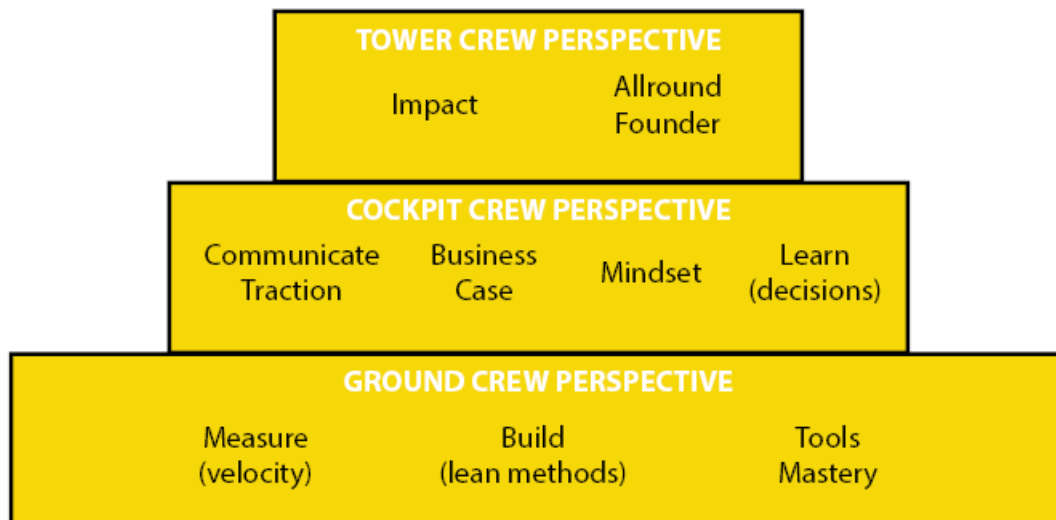 TOWER CREW PERSPECTIVE
Impact
Allround
Founder
COCKPIT CREW PERSPECTIVE
Communicate
Traction
Business
Case
Mindset
Learn
(decisions)
GROUND CREW PERSPECTIVE
Measure
(velocity)
Build
(lean methods)
Tools
Mastery